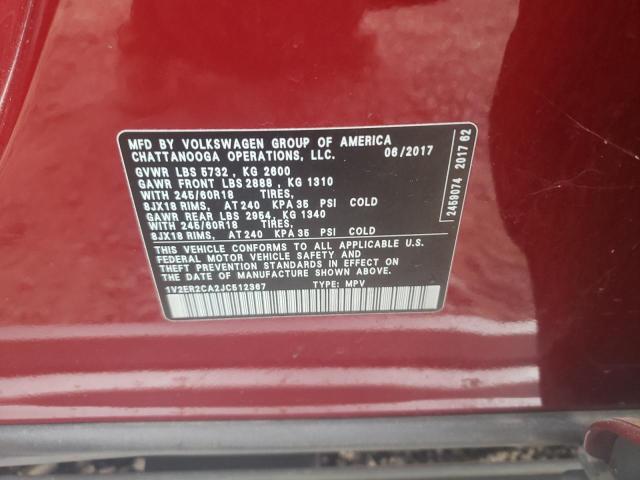 MFD BY VOLKSWAGEN GROUP OF AMERICA
CHATTANOOGA OPERATIONS, LLC. 06/2017
GVWR LBS 5732 , KG 2600
GAWR FRONT LBS 2888 , KG 1310
WITH 245/60R18 TIRES,
8JX18 RIMS, AT 240 KPA 35 PSI COLD
GAWR REAR LBS 2954, KG 1340
WITH 245/60R18 TIRES,
8JX18 RIMS, AT 240 KPA 35 PSI COLD
THIS VEHICLE CONFORMS TO ALL APPLICABLE U.S.
FEDERAL MOTOR VEHICLE SAFETY AND
THEFT PREVENTION STANDARDS IN EFFECT
ON THE DATE OF MANUFACTURE SHOWN ABOVE.
1V2ER2CA2JC512367 TYPE: MPV
2459074 2017 62